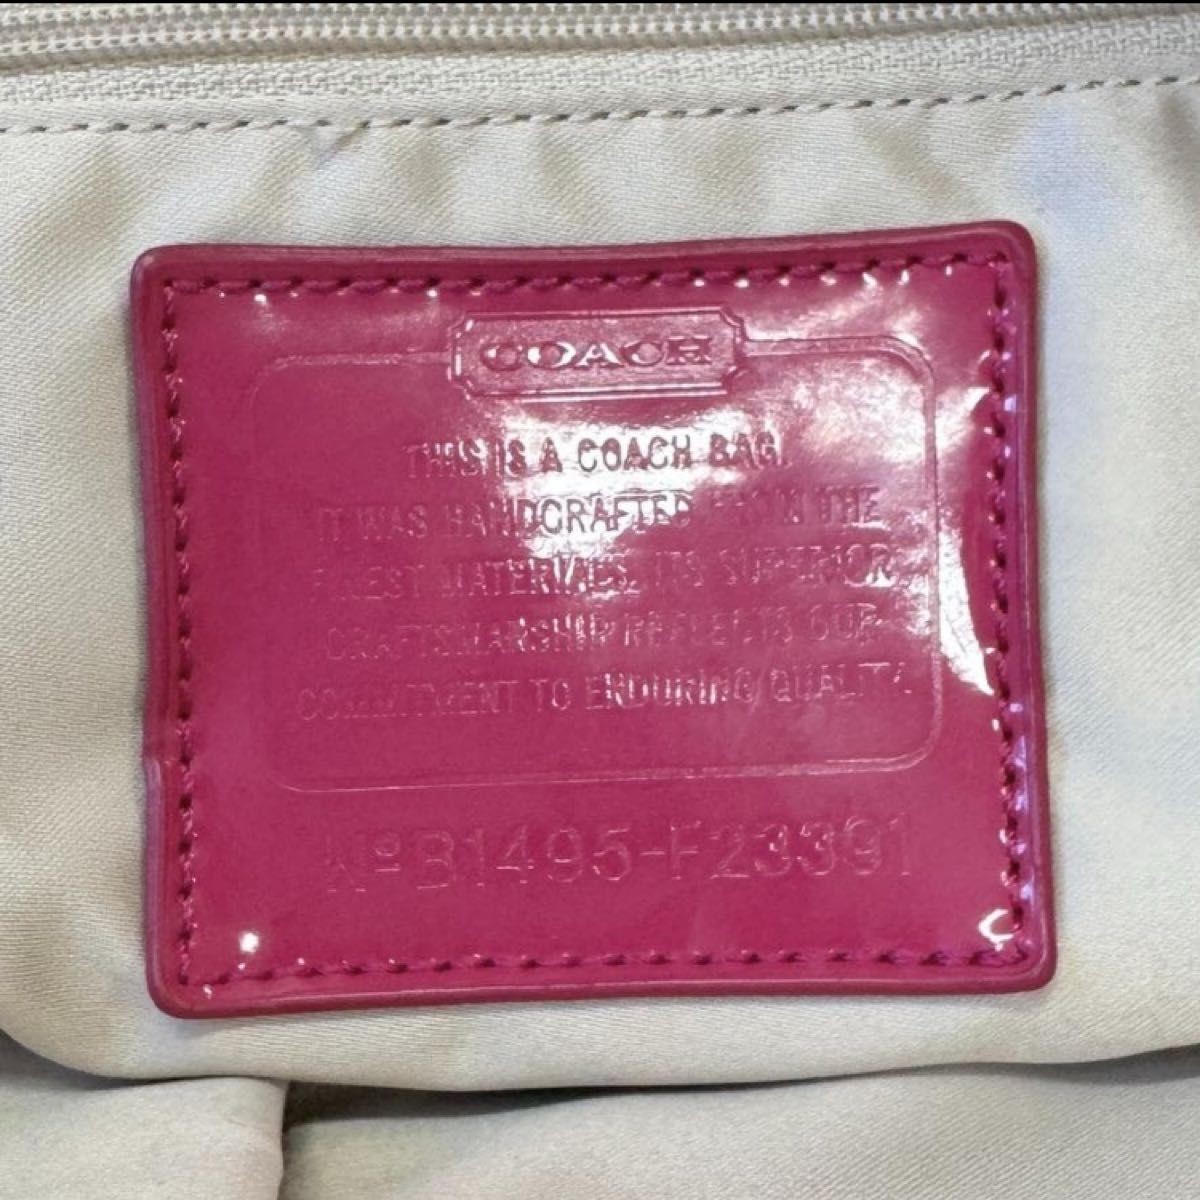 COACH
THIS IS A COACH BAG.
IT WAS HANDCRAFTED FROM THE
FINEST MATERIALS. ITS SUPERIOR
CRAFTSMANSHIP REFLECTS OUR
COMMITMENT TO ENDURING QUALITY.
Nº B1495-F23391